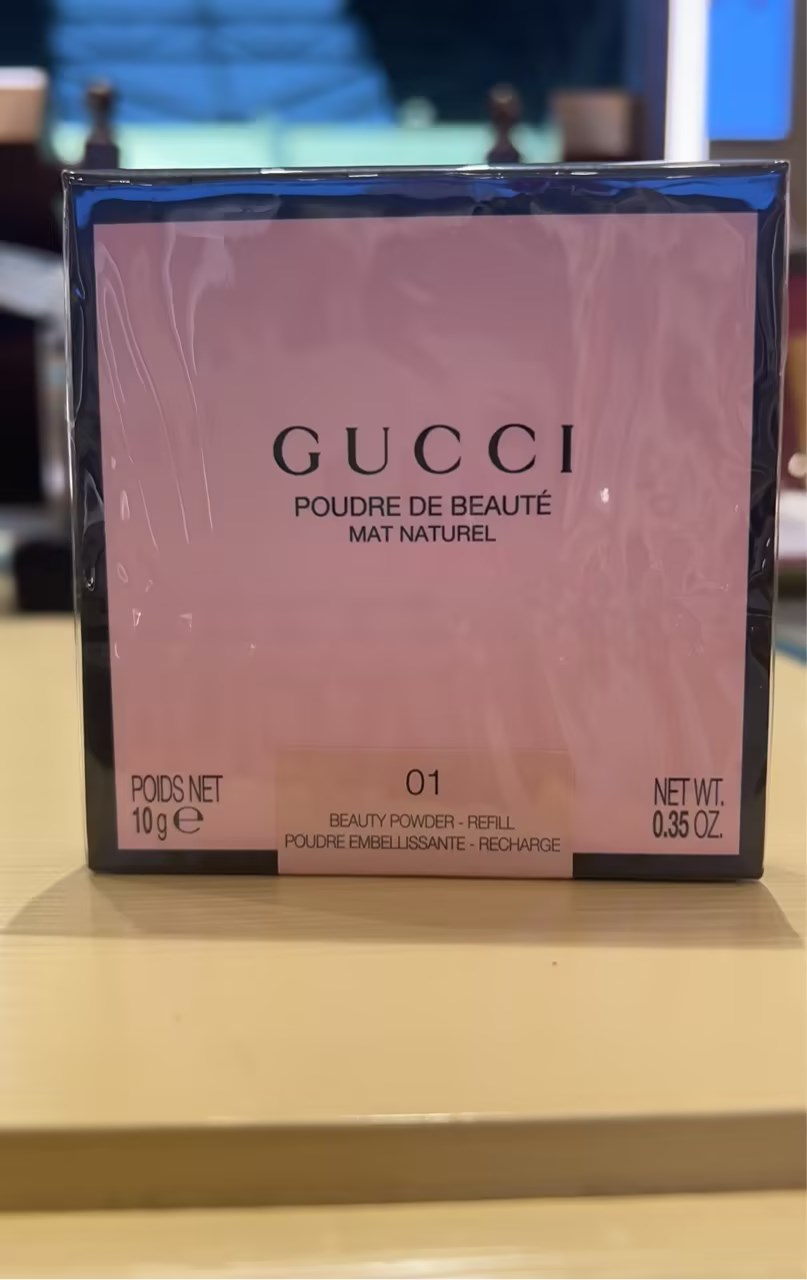 GUCCI
POUDRE DE BEAUTÉ
MAT NATUREL
POIDS NET
10 g ℮
01
BEAUTY POWDER - REFILL
POUDRE EMBELLISSANTE - RECHARGE
NET WT.
0.35 OZ.